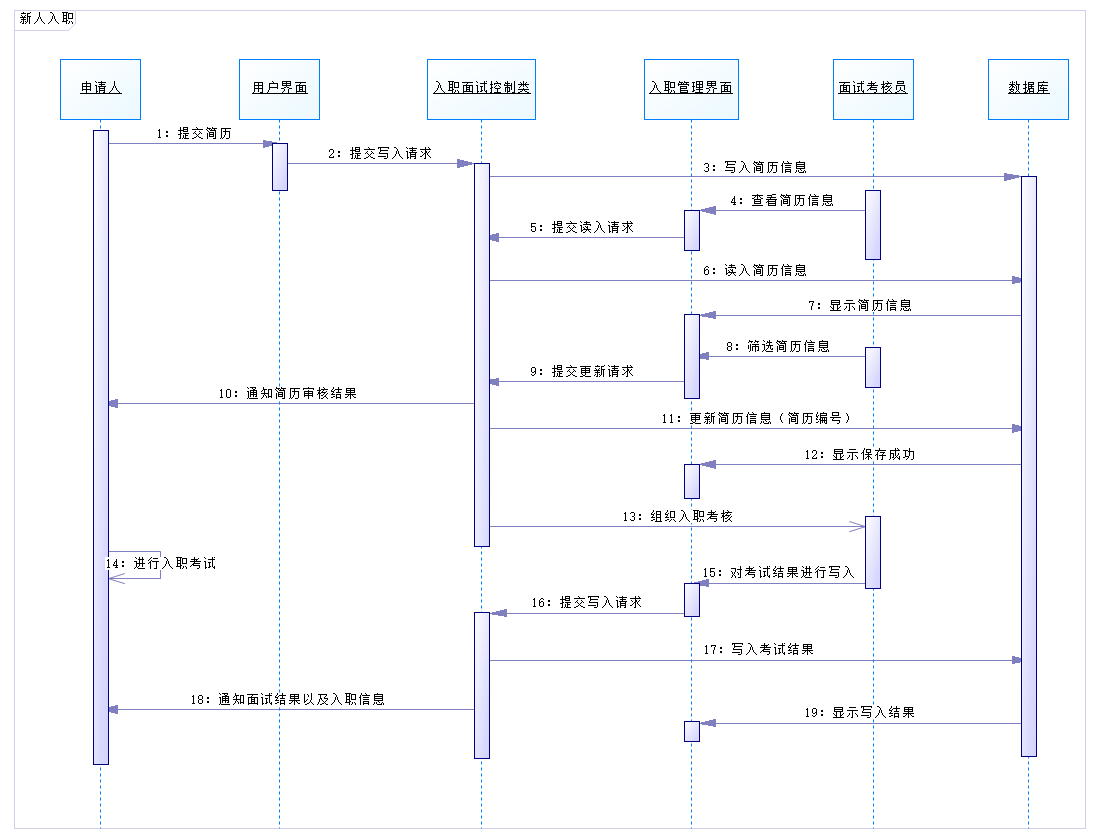 新人入职
申请人
用户界面
入职面试控制类
入职管理界面
面试考核员
数据库
1: 提交简历
2: 提交写入请求
3: 写入简历信息
4: 查看简历信息
5: 提交读入请求
6: 读入简历信息
7: 显示简历信息
8: 筛选简历信息
9: 提交更新请求
10: 通知简历审核结果
11: 更新简历信息（简历编号）
12: 显示保存成功
13: 组织入职考核
14: 进行入职考试
15: 对考试结果进行写入
16: 提交写入请求
17: 写入考试结果
18: 通知面试结果以及入职信息
19: 显示写入结果